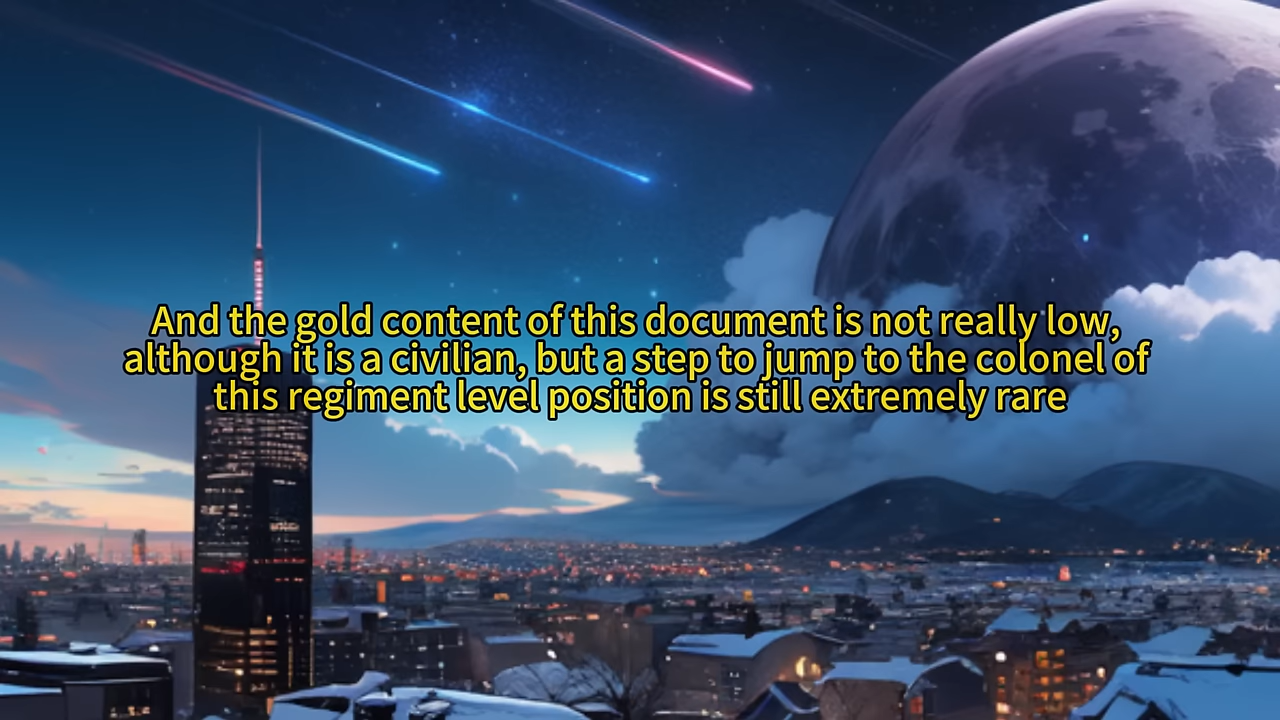 And the gold content of this document is not really low,
although it is a civilian, but a step to jump to the colonel of
this regiment level position is still extremely rare